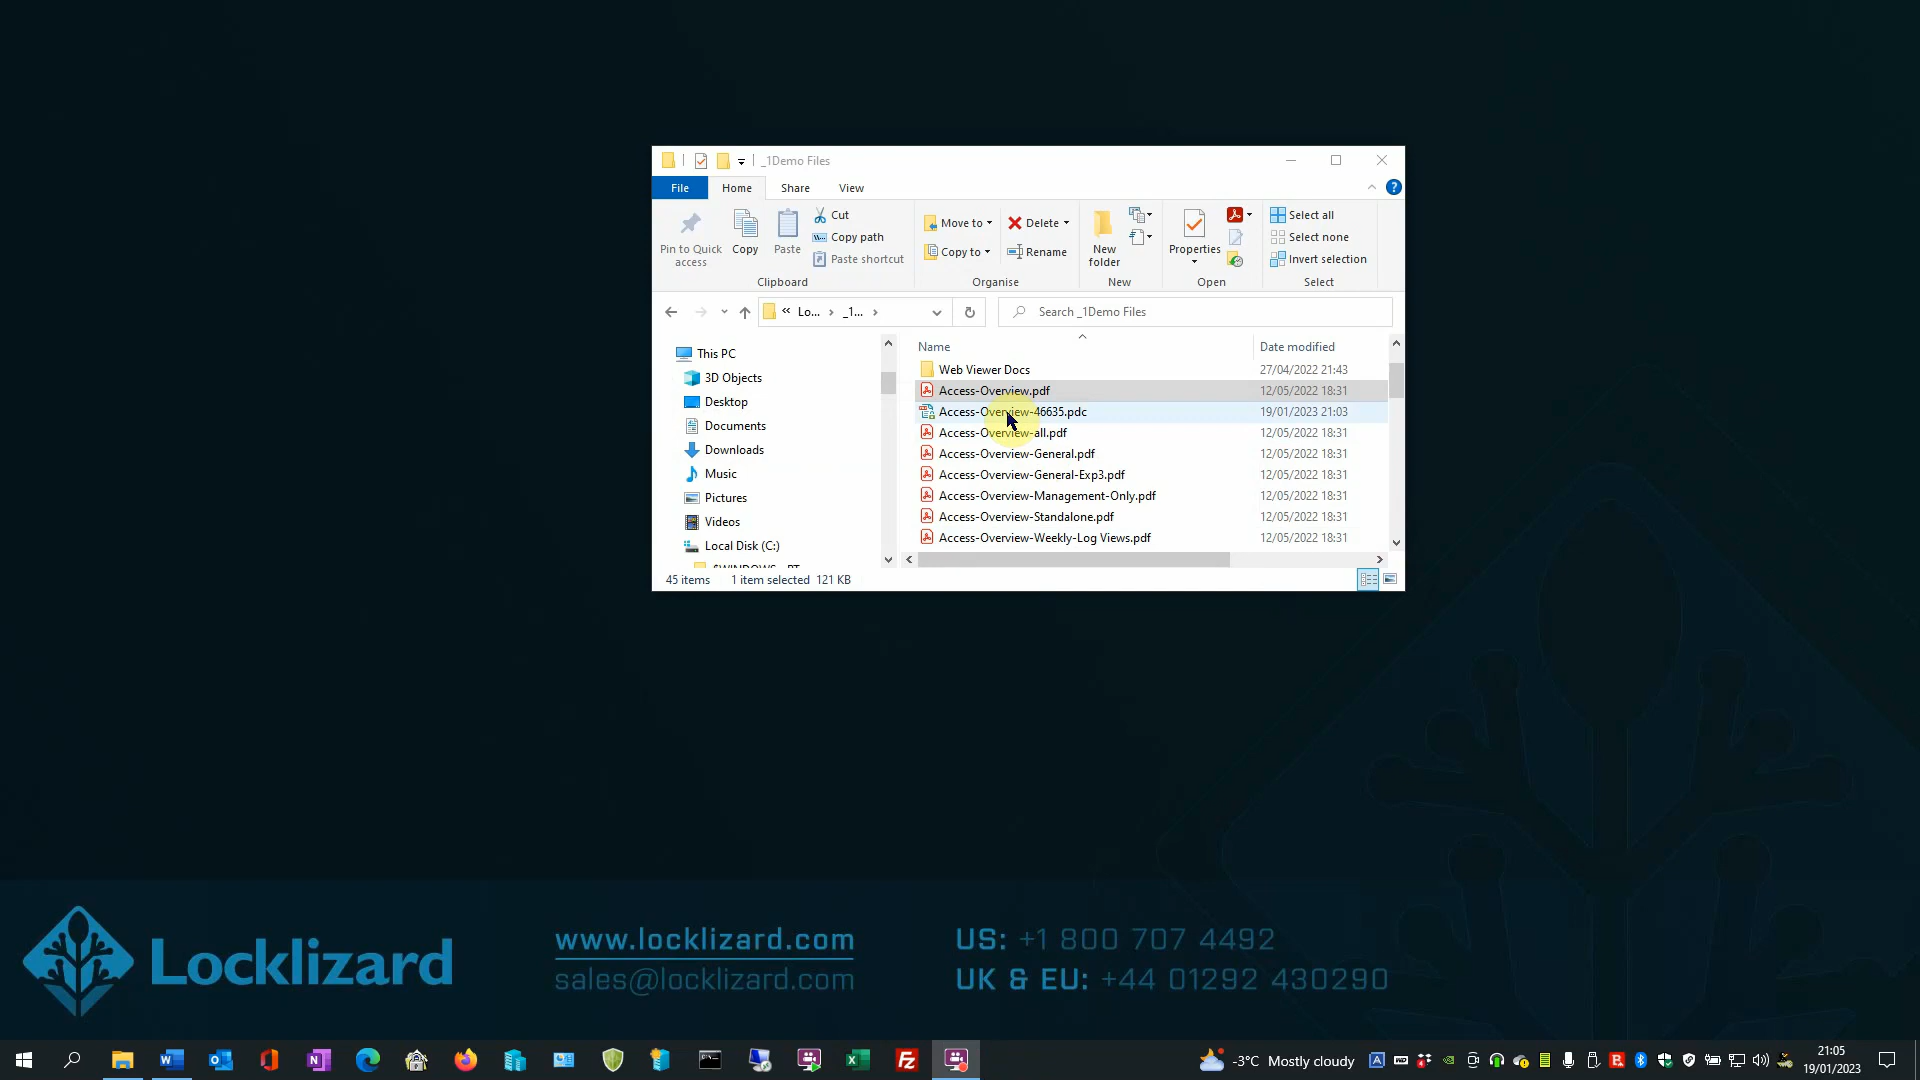 _1Demo Files
File Home Share View
Pin to Quick access
Copy
Paste
Cut
Copy path
Paste shortcut
Clipboard
Move to
Copy to
Delete
Rename
Organise
New folder
New
Properties
Open
Select all
Select none
Invert selection
Select
« Lo... › _1... ›
Search _1Demo Files
This PC
3D Objects
Desktop
Documents
Downloads
Music
Pictures
Videos
Local Disk (C:)
Name Date modified
Web Viewer Docs 27/04/2022 21:43
Access-Overview.pdf 12/05/2022 18:31
Access-Overview-46635.pdc 19/01/2023 21:03
Access-Overview-all.pdf 12/05/2022 18:31
Access-Overview-General.pdf 12/05/2022 18:31
Access-Overview-General-Exp3.pdf 12/05/2022 18:31
Access-Overview-Management-Only.pdf 12/05/2022 18:31
Access-Overview-Standalone.pdf 12/05/2022 18:31
Access-Overview-Weekly-Log Views.pdf 12/05/2022 18:31
45 items 1 item selected 121 KB
Locklizard
www.locklizard.com
sales@locklizard.com
US: +1 800 707 4492
UK & EU: +44 01292 430290
-3°C Mostly cloudy
21:05
19/01/2023